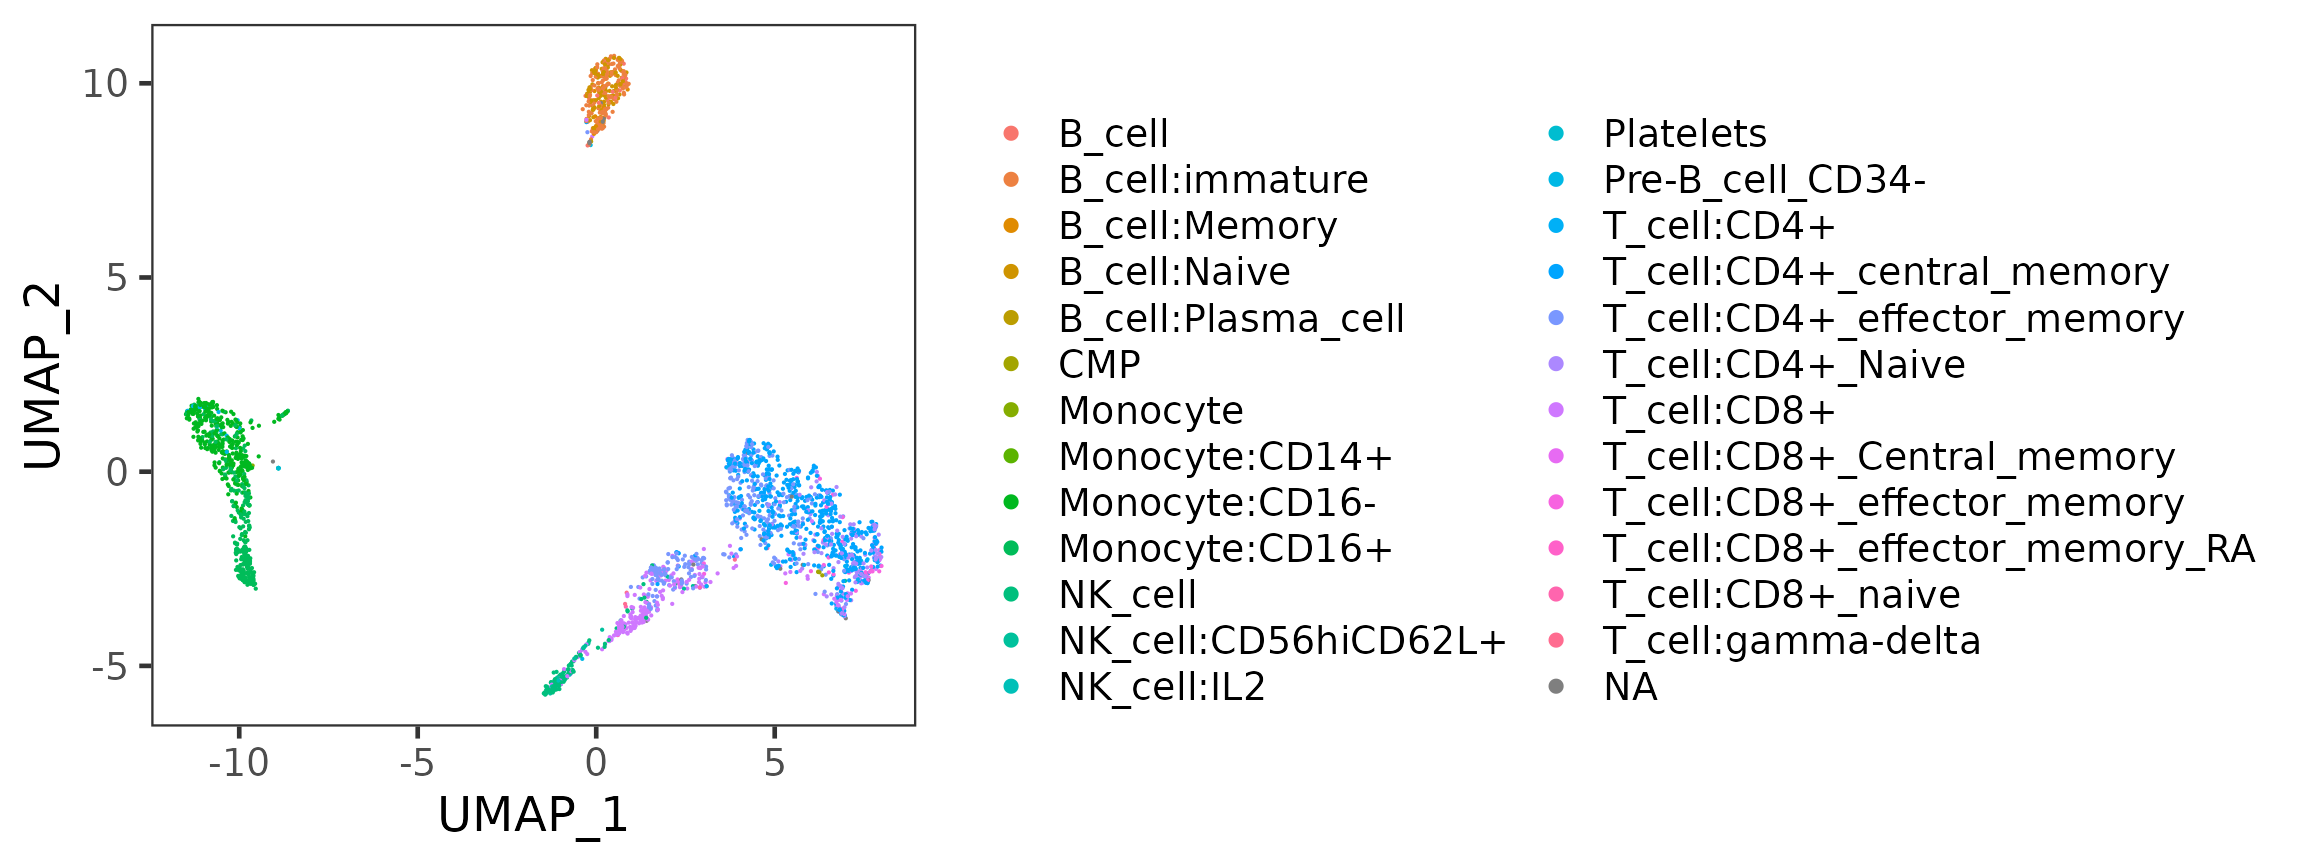 10
5
0
-5
UMAP_2
-10
-5
0
5
UMAP_1
B_cell
B_cell:immature
B_cell:Memory
B_cell:Naive
B_cell:Plasma_cell
CMP
Monocyte
Monocyte:CD14+
Monocyte:CD16-
Monocyte:CD16+
NK_cell
NK_cell:CD56hiCD62L+
NK_cell:IL2
Platelets
Pre-B_cell_CD34-
T_cell:CD4+
T_cell:CD4+_central_memory
T_cell:CD4+_effector_memory
T_cell:CD4+_Naive
T_cell:CD8+
T_cell:CD8+_Central_memory
T_cell:CD8+_effector_memory
T_cell:CD8+_effector_memory_RA
T_cell:CD8+_naive
T_cell:gamma-delta
NA